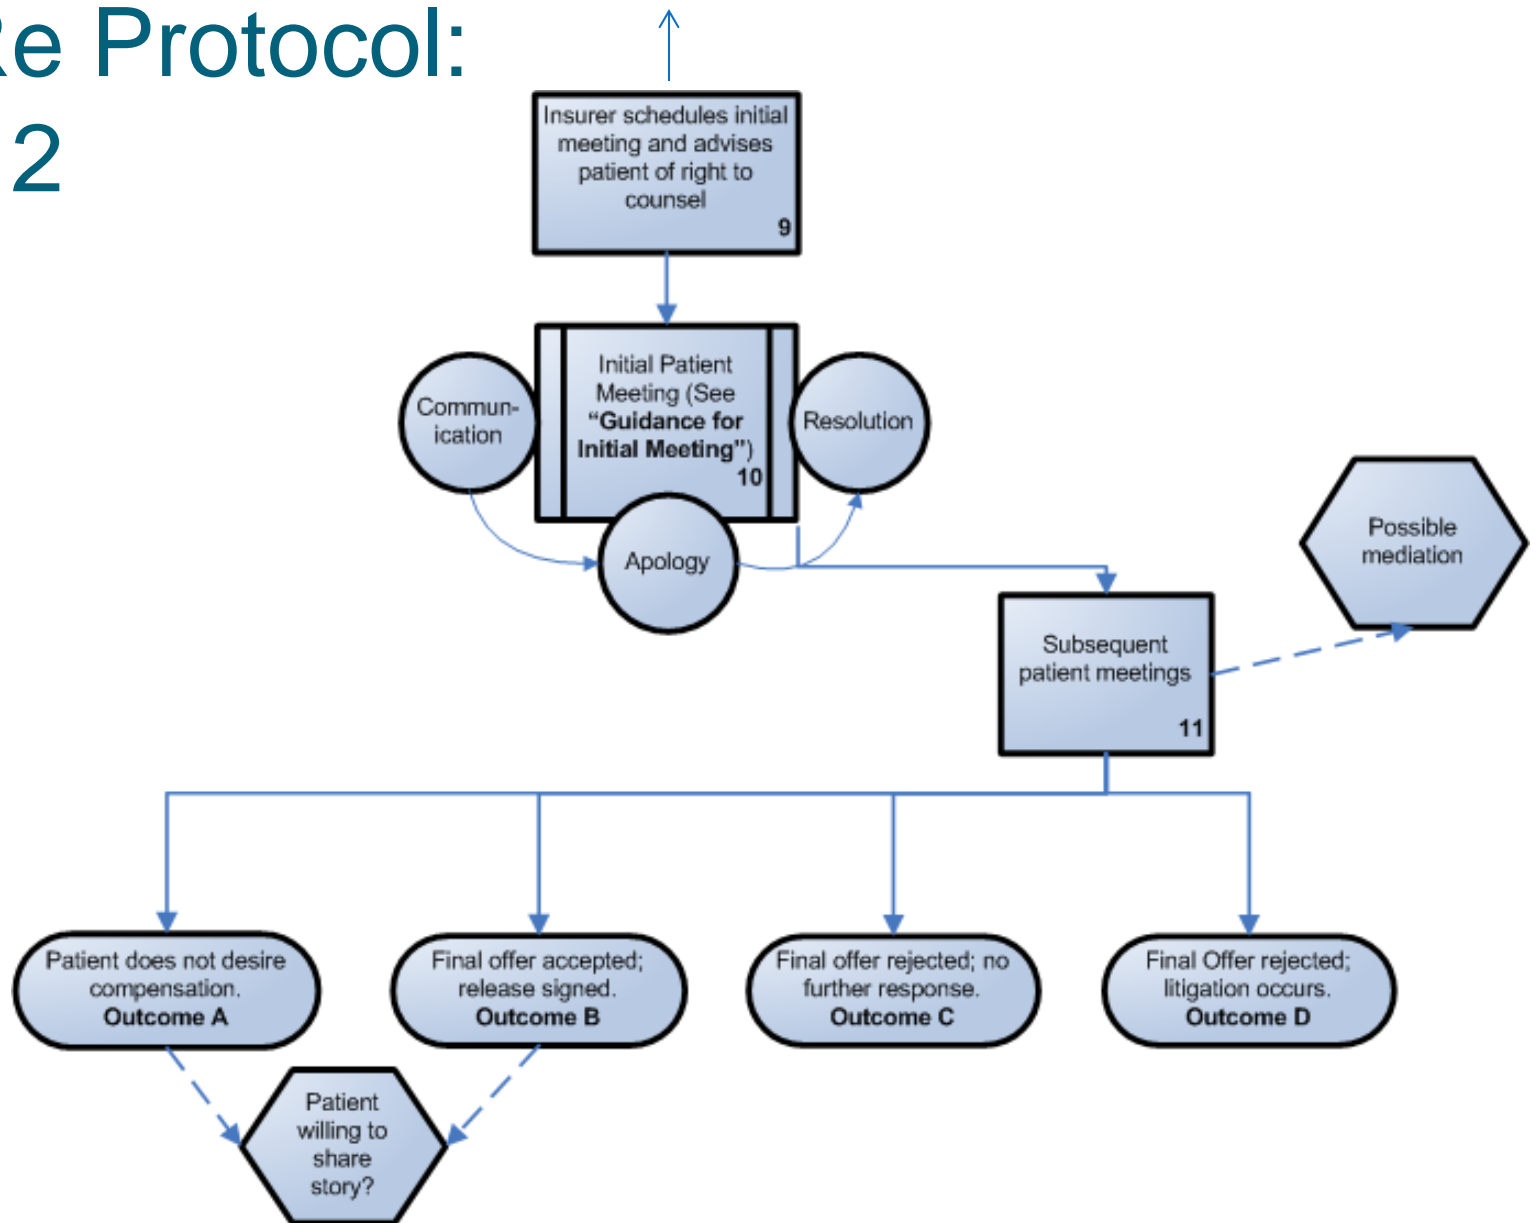 Re Protocol:
2
Insurer schedules initial
meeting and advises
patient of right to
counsel
9
Initial Patient
Meeting (See
“Guidance for
Initial Meeting”)
10
Commun-
ication
Resolution
Apology
Possible
mediation
Subsequent
patient meetings
11
Patient does not desire
compensation.
Outcome A
Final offer accepted;
release signed.
Outcome B
Final offer rejected; no
further response.
Outcome C
Final Offer rejected;
litigation occurs.
Outcome D
Patient
willing to
share
story?